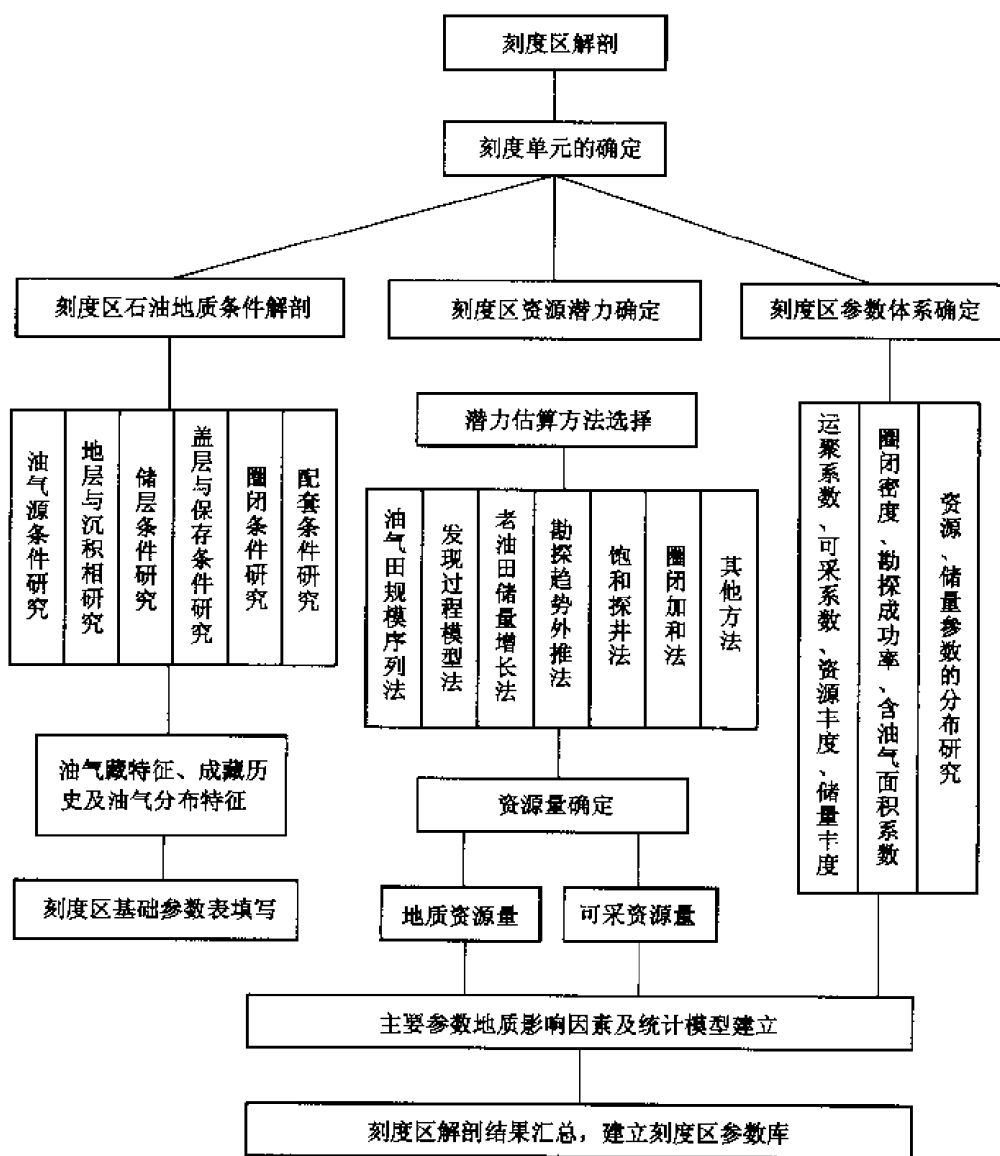 刻度区解剖
刻度单元的确定
刻度区石油地质条件解剖
刻度区资源潜力确定
刻度区参数体系确定
油气源条件研究
地层与沉积相研究
储层条件研究
盖层与保存条件研究
圈闭条件研究
配套条件研究
潜力估算方法选择
油气田规模序列法
发现过程模型法
老油田储量增长法
勘探趋势外推法
饱和探井法
圈闭加和法
其他方法
运聚系数、可采系数、资源丰度、储量丰度
圈闭密度、勘探成功率、含油气面积系数
资源、储量参数的分布研究
油气藏特征、成藏历
史及油气分布特征
资源量确定
刻度区基础参数表填写
地质资源量
可采资源量
主要参数地质影响因素及统计模型建立
刻度区解剖结果汇总，建立刻度区参数库